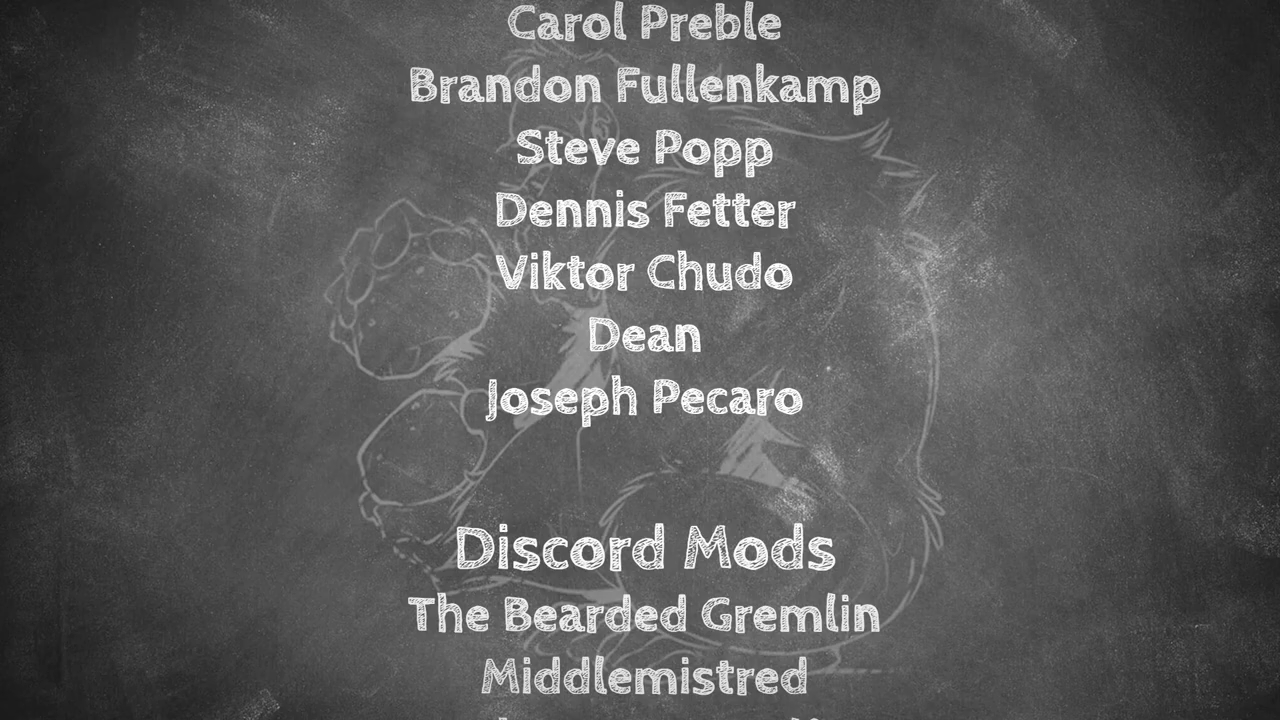 Carol Preble
Brandon Fullenkamp
Steve Popp
Dennis Fetter
Viktor Chudo
Dean
Joseph Pecaro
Discord Mods
The Bearded Gremlin
Middlemistred